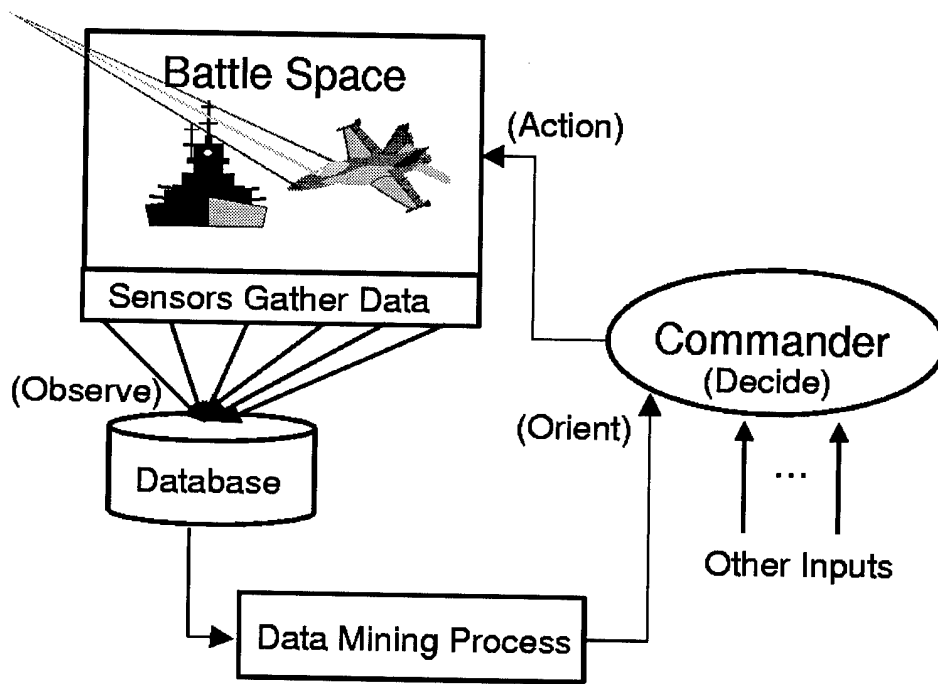 Battle Space
(Action)
Sensors Gather Data
Commander
(Decide)
(Observe)
(Orient)
Database
...
Other Inputs
Data Mining Process